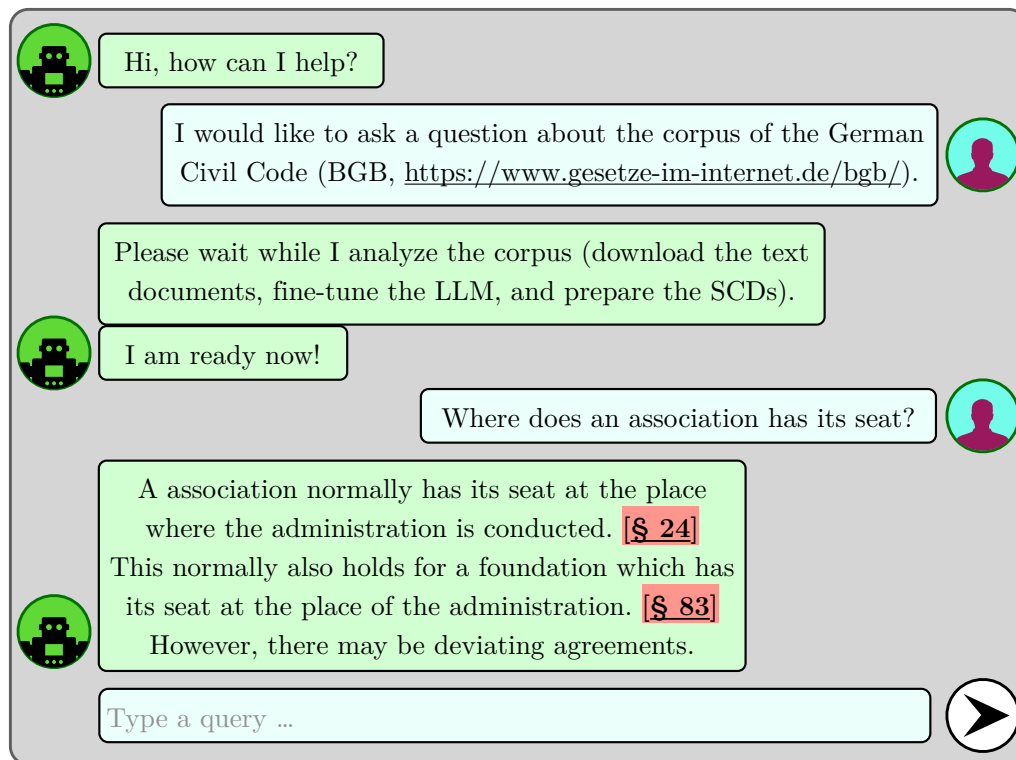 Hi, how can I help?
I would like to ask a question about the corpus of the German
Civil Code (BGB, https://www.gesetze-im-internet.de/bgb/).
Please wait while I analyze the corpus (download the text
documents, fine-tune the LLM, and prepare the SCDs).
I am ready now!
Where does an association has its seat?
A association normally has its seat at the place
where the administration is conducted. [§ 24]
This normally also holds for a foundation which has
its seat at the place of the administration. [§ 83]
However, there may be deviating agreements.
Type a query …